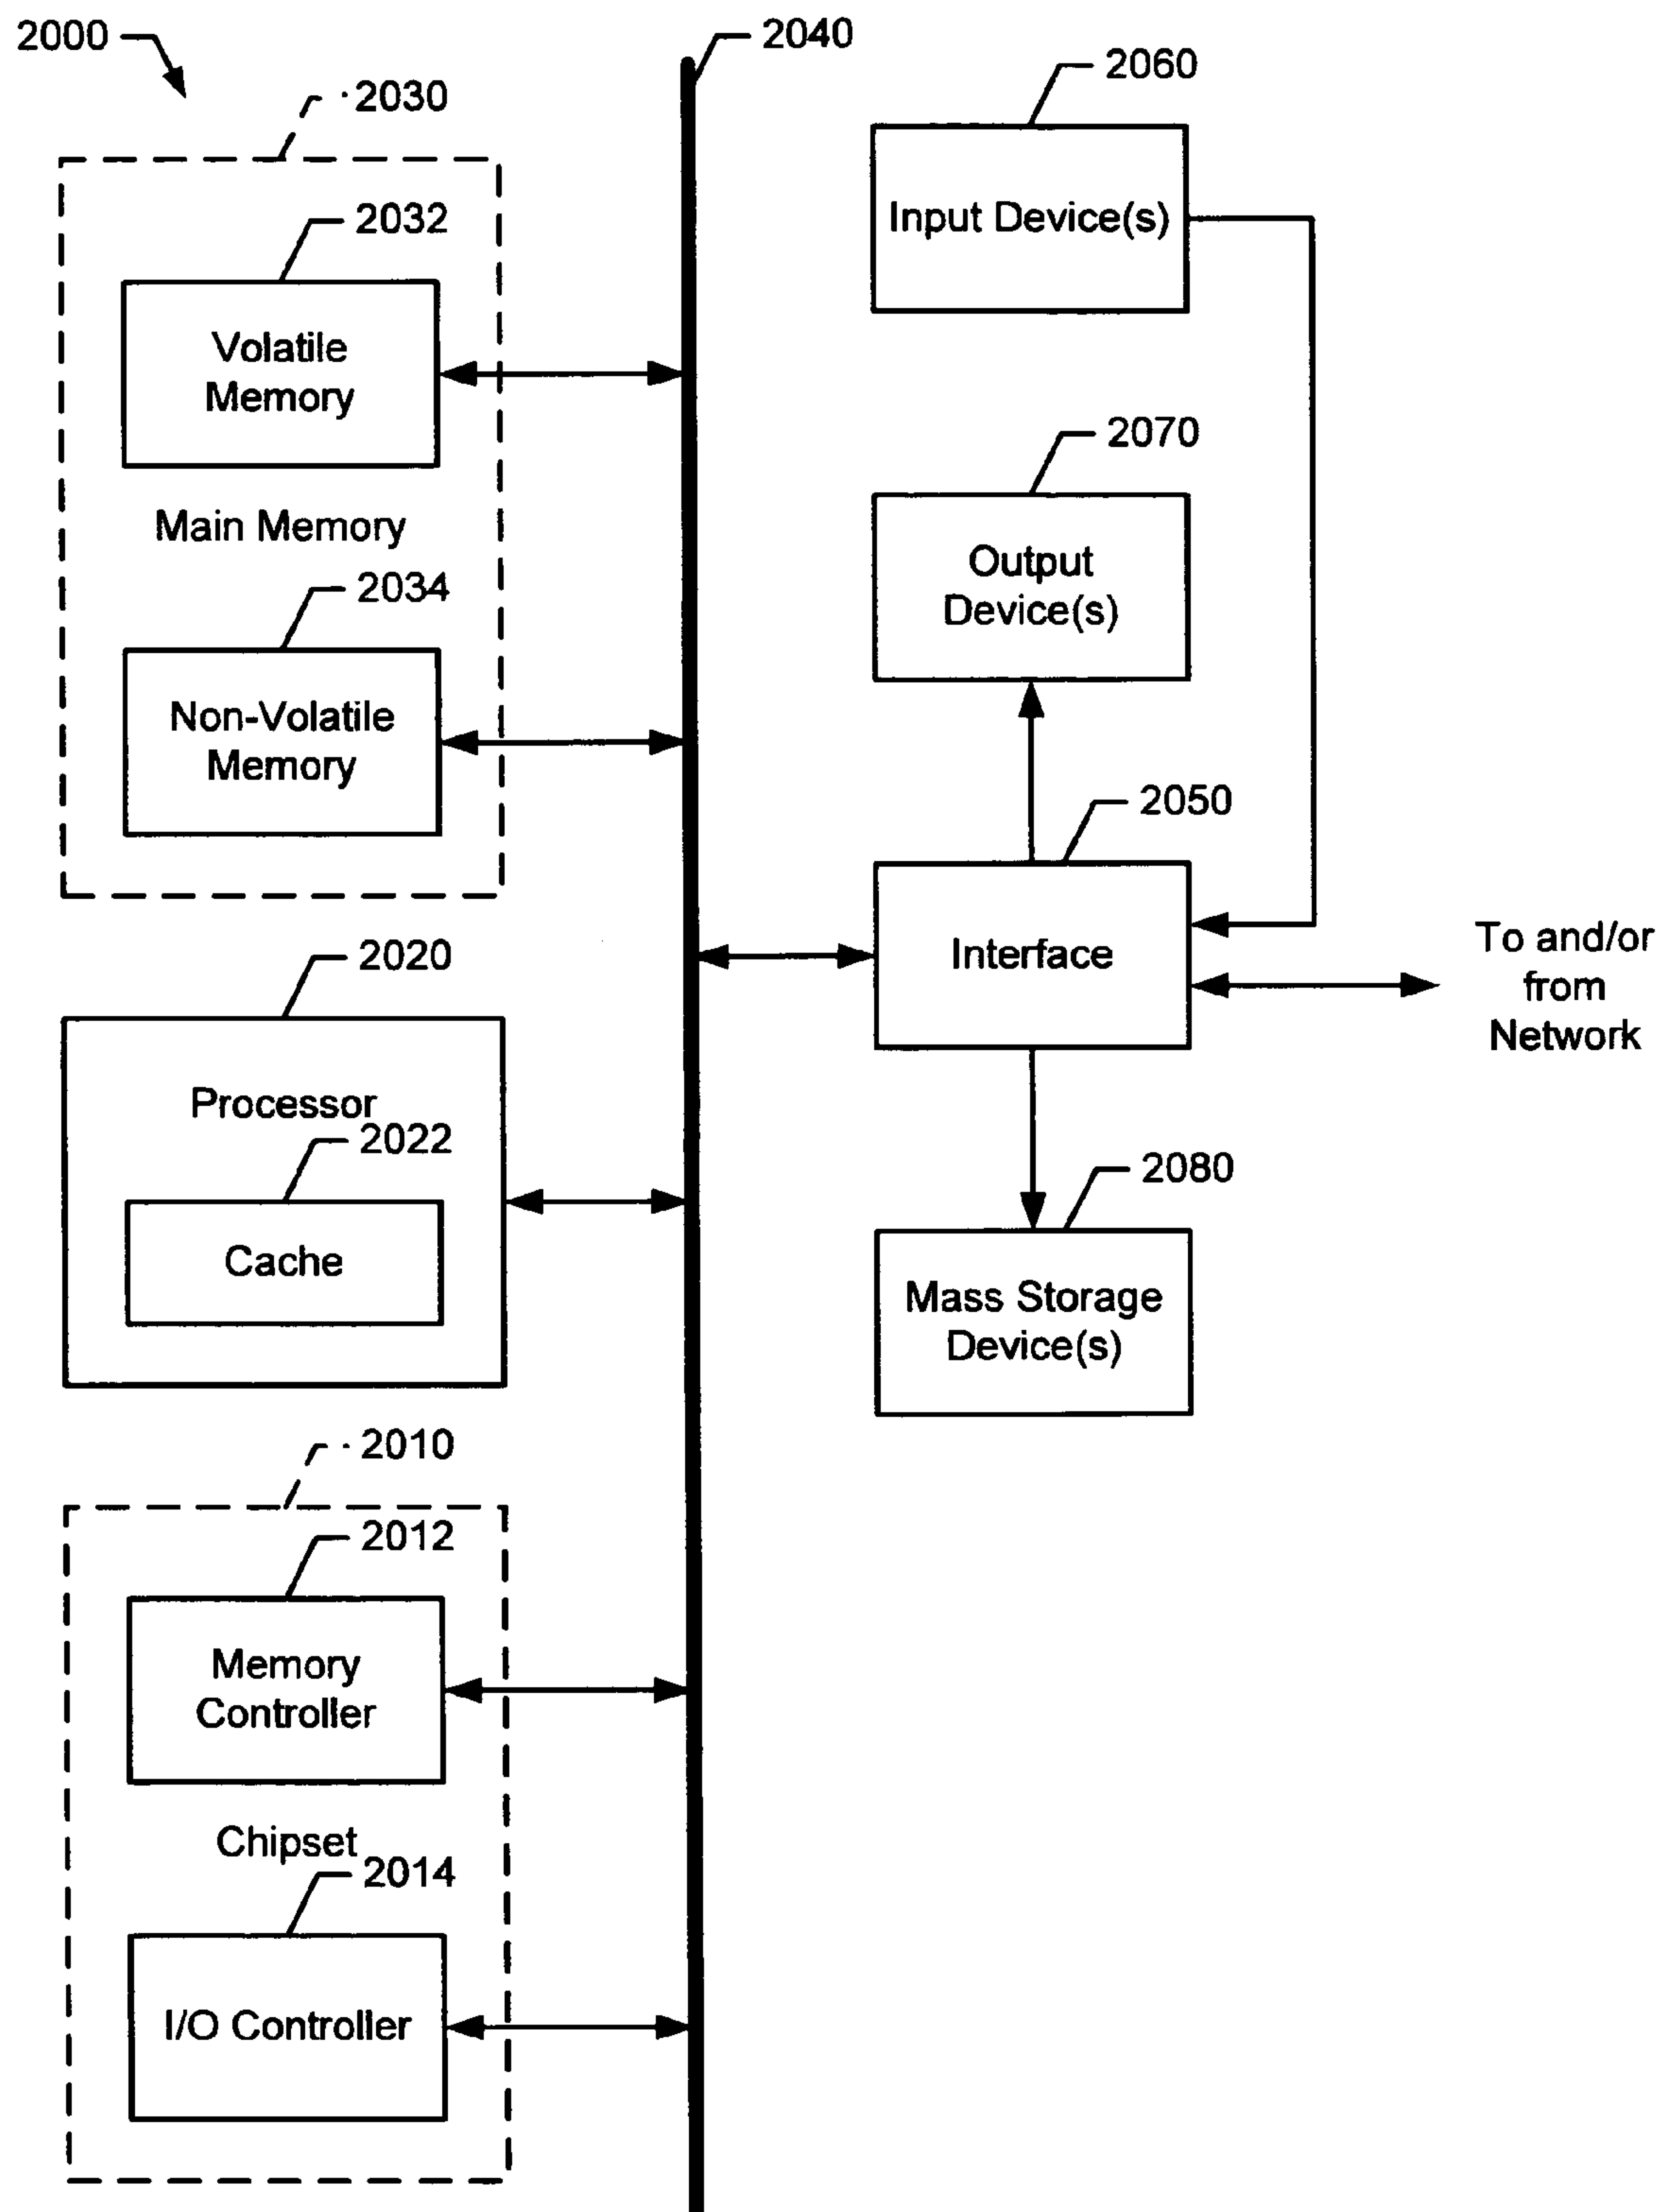 2000
2040
2030
2060
2032
Volatile
Memory
Input Device(s)
Main Memory
2034
Non-Volatile
Memory
2070
Output
Device(s)
2050
Interface
To and/or
from
Network
2020
Processor
2022
Cache
2080
Mass Storage
Device(s)
2010
2012
Memory
Controller
Chipset
2014
I/O Controller